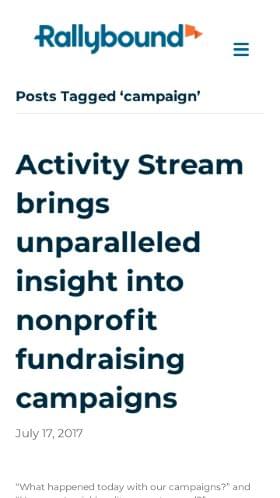 Rallybound
Posts Tagged ‘campaign’
Activity Stream
brings
unparalleled
insight into
nonprofit
fundraising
campaigns
July 17, 2017
“What happened today with our campaigns?” and